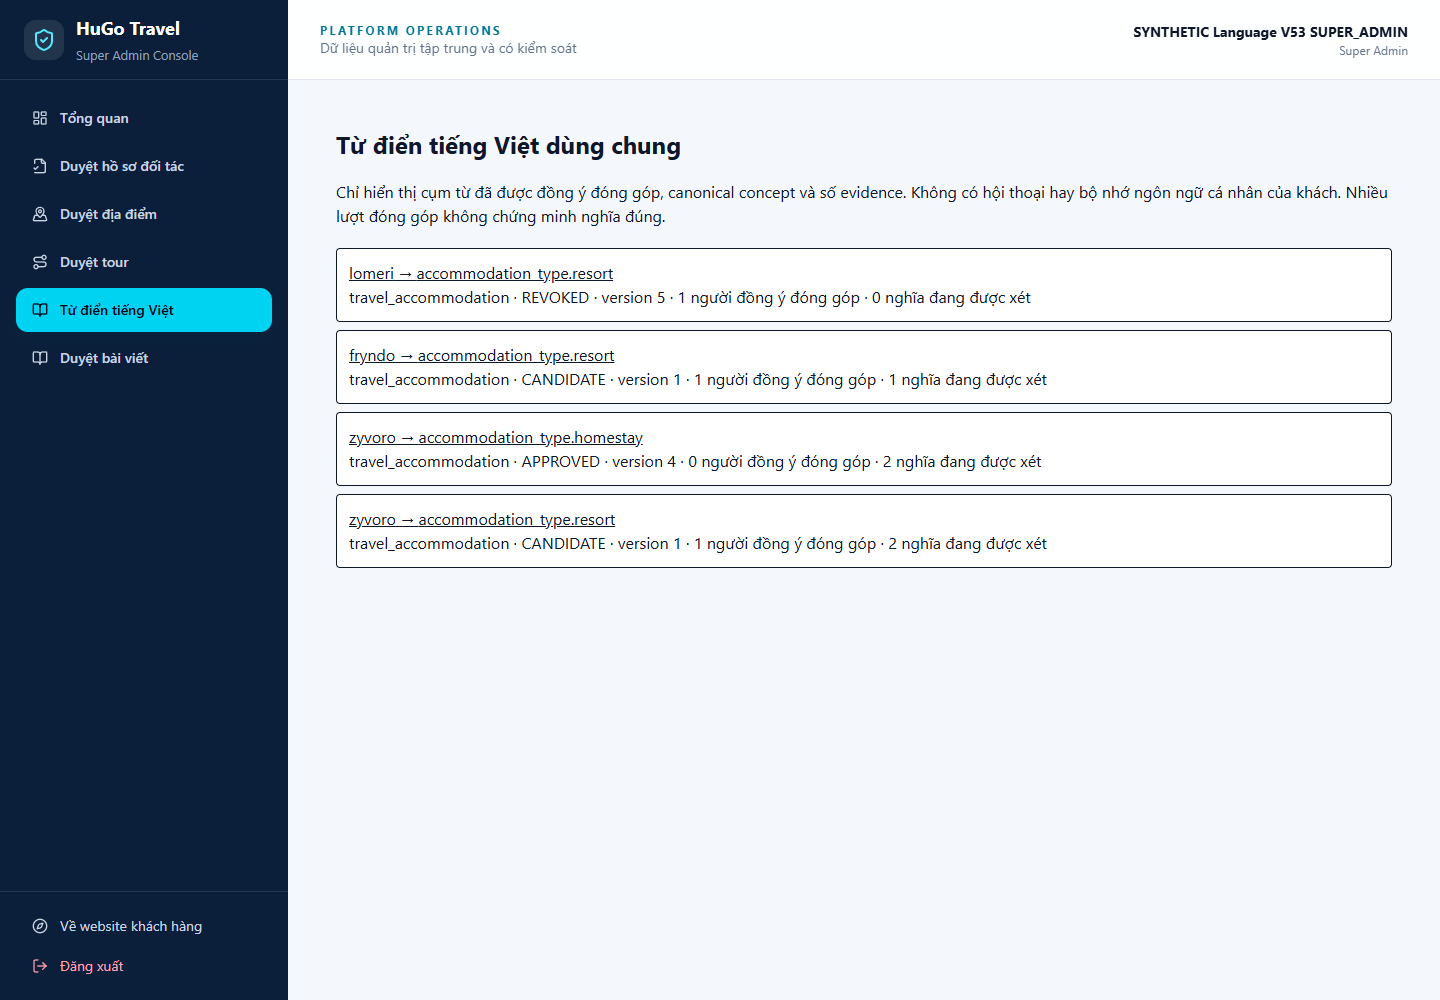 HuGo Travel
Super Admin Console
Tổng quan
Duyệt hồ sơ đối tác
Duyệt địa điểm
Duyệt tour
Từ điển tiếng Việt
Duyệt bài viết
Về website khách hàng
Đăng xuất
PLATFORM OPERATIONS
Dữ liệu quản trị tập trung và có kiểm soát
SYNTHETIC Language V53 SUPER_ADMIN
Super Admin
Từ điển tiếng Việt dùng chung
Chỉ hiển thị cụm từ đã được đồng ý đóng góp, canonical concept và số evidence. Không có hội thoại hay bộ nhớ ngôn ngữ cá nhân của khách. Nhiều
lượt đóng góp không chứng minh nghĩa đúng.
lomeri → accommodation_type.resort
travel_accommodation · REVOKED · version 5 · 1 người đồng ý đóng góp · 0 nghĩa đang được xét
fryndo → accommodation_type.resort
travel_accommodation · CANDIDATE · version 1 · 1 người đồng ý đóng góp · 1 nghĩa đang được xét
zyvoro → accommodation_type.homestay
travel_accommodation · APPROVED · version 4 · 0 người đồng ý đóng góp · 2 nghĩa đang được xét
zyvoro → accommodation_type.resort
travel_accommodation · CANDIDATE · version 1 · 1 người đồng ý đóng góp · 2 nghĩa đang được xét